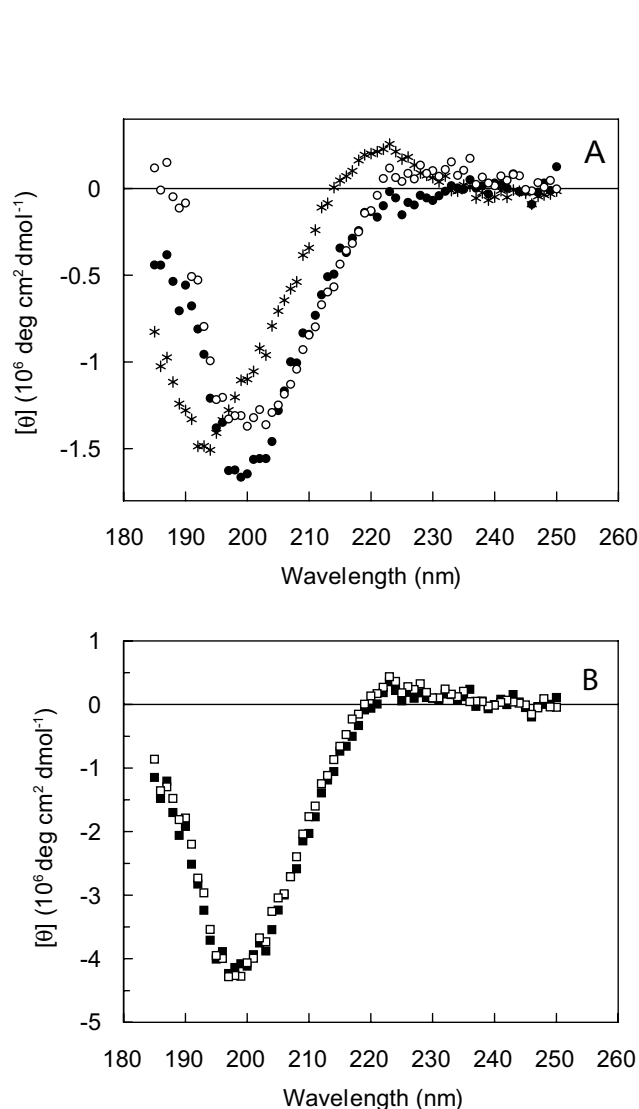 A
0
-0.5
-1
-1.5
[θ] (10⁶ deg cm² dmol⁻¹)
180 190 200 210 220 230 240 250 260
Wavelength (nm)
B
1
0
-1
-2
-3
-4
-5
[θ] (10⁶ deg cm² dmol⁻¹)
180 190 200 210 220 230 240 250 260
Wavelength (nm)